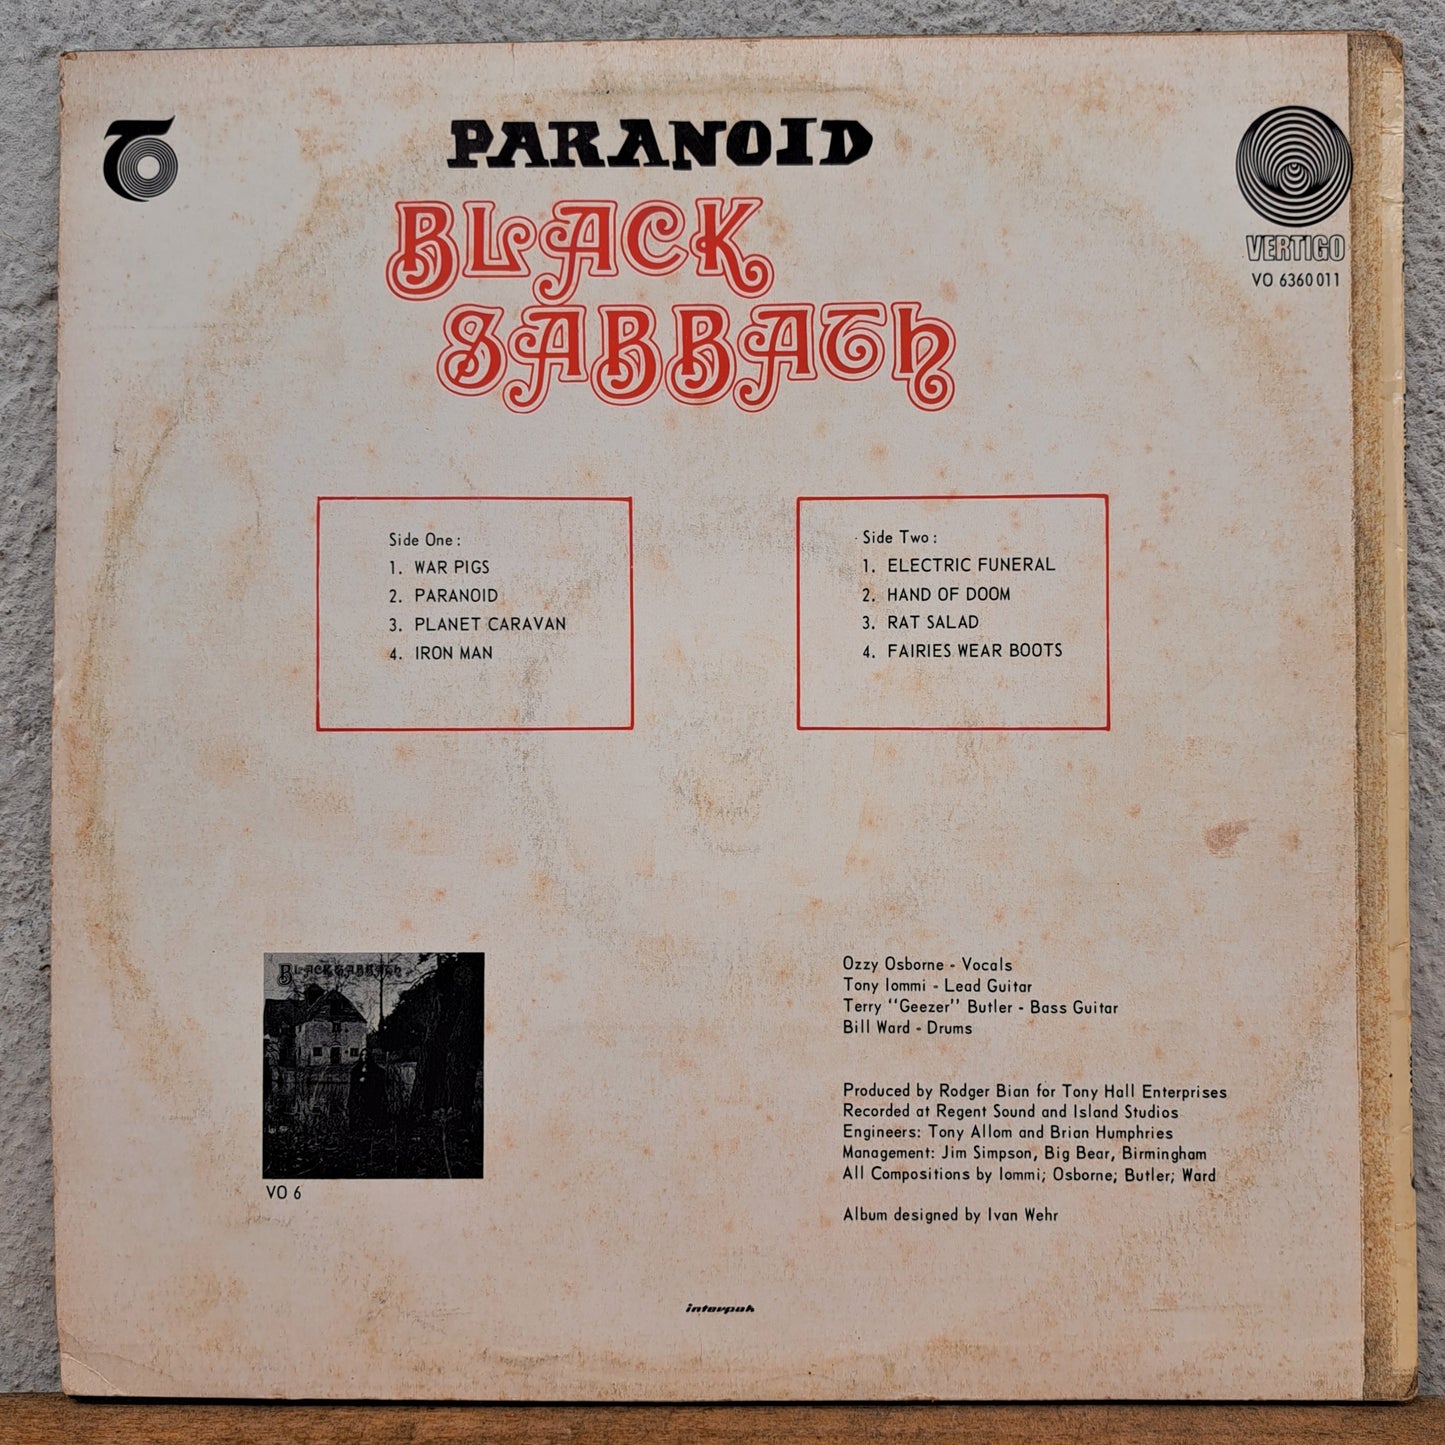 PARANOID
BLACK
SABBATH
VERTIGO
VO 6360 011
Side One :
1. WAR PIGS
2. PARANOID
3. PLANET CARAVAN
4. IRON MAN
Side Two :
1. ELECTRIC FUNERAL
2. HAND OF DOOM
3. RAT SALAD
4. FAIRIES WEAR BOOTS
BLACK SABBATH
VO 6
Ozzy Osborne - Vocals
Tony Iommi - Lead Guitar
Terry "Geezer" Butler - Bass Guitar
Bill Ward - Drums
Produced by Rodger Bian for Tony Hall Enterprises
Recorded at Regent Sound and Island Studios
Engineers: Tony Allom and Brian Humphries
Management: Jim Simpson, Big Bear, Birmingham
All Compositions by Iommi; Osborne; Butler; Ward
Album designed by Ivan Wehr
interpak